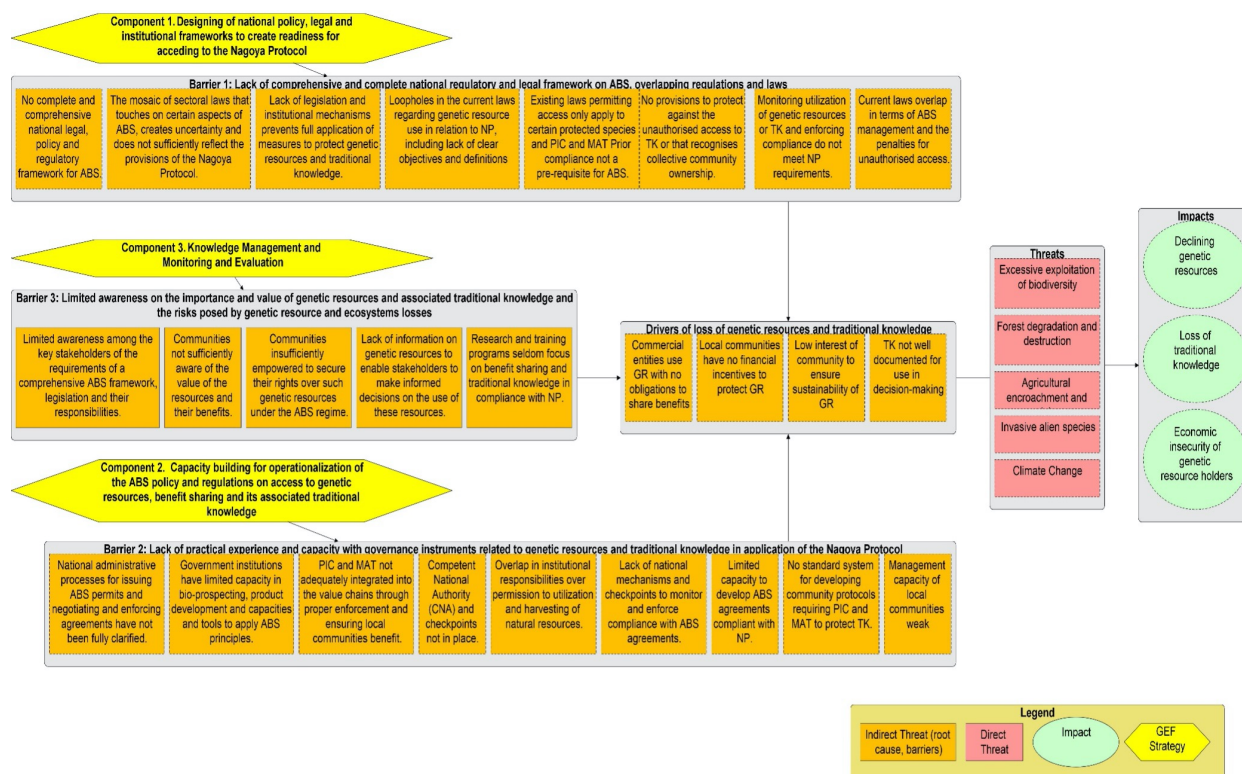 Component 1. Designing of national policy, legal and
institutional frameworks to create readiness for
acceding to the Nagoya Protocol
Barrier 1: Lack of comprehensive and complete national regulatory and legal framework on ABS, overlapping regulations and laws
No complete and
comprehensive
national legal,
policy and
regulatory
framework for ABS.
The mosaic of sectoral laws that
touches on certain aspects of
ABS, creates uncertainty and
does not sufficiently reflect
the provisions of the Nagoya
Protocol.
Lack of legislation and
institutional mechanisms
prevents full application of
measures to protect genetic
resources and traditional
knowledge.
Loopholes in the current laws
regarding genetic resource
use in relation to NP,
including lack of clear
objectives and definitions
Existing laws permitting
access only apply to
certain protected species
and PIC and MAT Prior
compliance not a
pre-requisite for ABS.
No provisions to protect
against the
unauthorised access to
TK or that recognises
collective community
ownership.
Monitoring utilization
of genetic resources
or TK and enforcing
compliance do not
meet NP
requirements.
Current laws overlap
in terms of ABS
management and the
penalties for
unauthorised access.
Component 3. Knowledge Management and
Monitoring and Evaluation
Barrier 3: Limited awareness on the importance and value of genetic resources and associated traditional knowledge and
the risks posed by genetic resource and ecosystems losses
Limited awareness among the
key stakeholders of the
requirements of a
comprehensive ABS framework,
legislation and their
responsibilities.
Communities
not sufficiently
aware of the
value of the
resources and
their benefits.
Communities
insufficiently
empowered to secure
their rights over such
genetic resources
under the ABS regime.
Lack of information on
genetic resources to
enable stakeholders to
make informed
decisions on the use of
these resources.
Research and training
programs seldom focus
on benefit sharing and
traditional knowledge in
compliance with NP.
Drivers of loss of genetic resources and traditional knowledge
Commercial
entities use
GR with no
obligations to
share benefits
Local communities
have no financial
incentives to
protect GR
Low interest of
community to
ensure
sustainability of
GR
TK not well
documented for
use in
decision-making
Threats
Excessive exploitation
of biodiversity
Forest degradation and
destruction
Agricultural
encroachment and
Invasive alien species
Climate Change
Impacts
Declining
genetic
resources
Loss of
traditional
knowledge
Economic
insecurity of
genetic
resource holders
Component 2. Capacity building for operationalization of
the ABS policy and regulations on access to genetic
resources, benefit sharing and its associated traditional
knowledge
Barrier 2: Lack of practical experience and capacity with governance instruments related to genetic resources and traditional knowledge in application of the Nagoya Protocol
National administrative
processes for issuing
ABS permits and
negotiating and enforcing
agreements have not
been fully clarified.
Government institutions
have limited capacity in
bio-prospecting, product
development and capacities
and tools to apply ABS
principles.
PIC and MAT not
adequately integrated into
the value chains through
proper enforcement and
ensuring local
communities benefit.
Competent
National
Authority
(CNA) and
checkpoints
not in place.
Overlap in institutional
responsibilities over
permission to utilization
and harvesting of
natural resources.
Lack of national
mechanisms and
checkpoints to monitor
and enforce
compliance with ABS
agreements.
Limited
capacity to
develop ABS
agreements
compliant with
NP.
No standard system
for developing
community protocols
requiring PIC and
MAT to protect TK.
Management
capacity of
local
communities
weak
Legend
Indirect Threat (root
cause, barriers)
Direct
Threat
Impact
GEF
Strategy